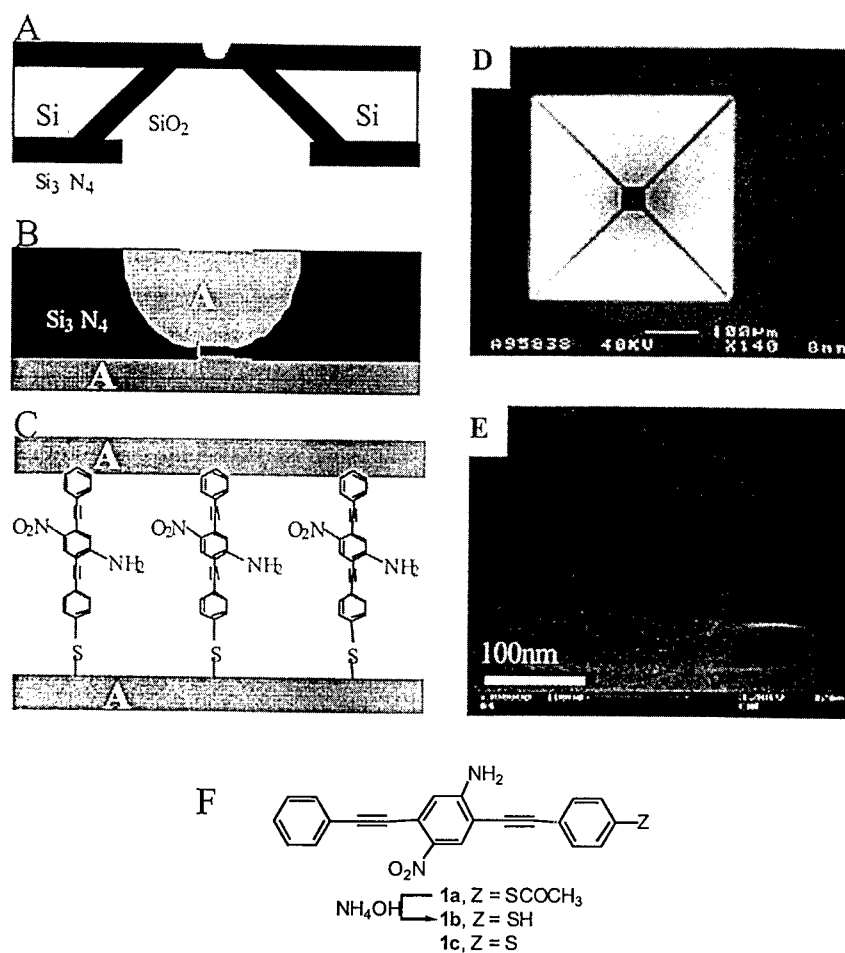 A
Si
SiO2
Si
Si3 N4
B
A
Si3 N4
A
C
A
O2N
NH2
O2N
NH2
O2N
NH2
S
S
S
A
D
100µm
A95838 40KV X140 8mm
E
100nm
F
NH2
Z
O2N
NH4OH
1a, Z = SCOCH3
1b, Z = SH
1c, Z = S